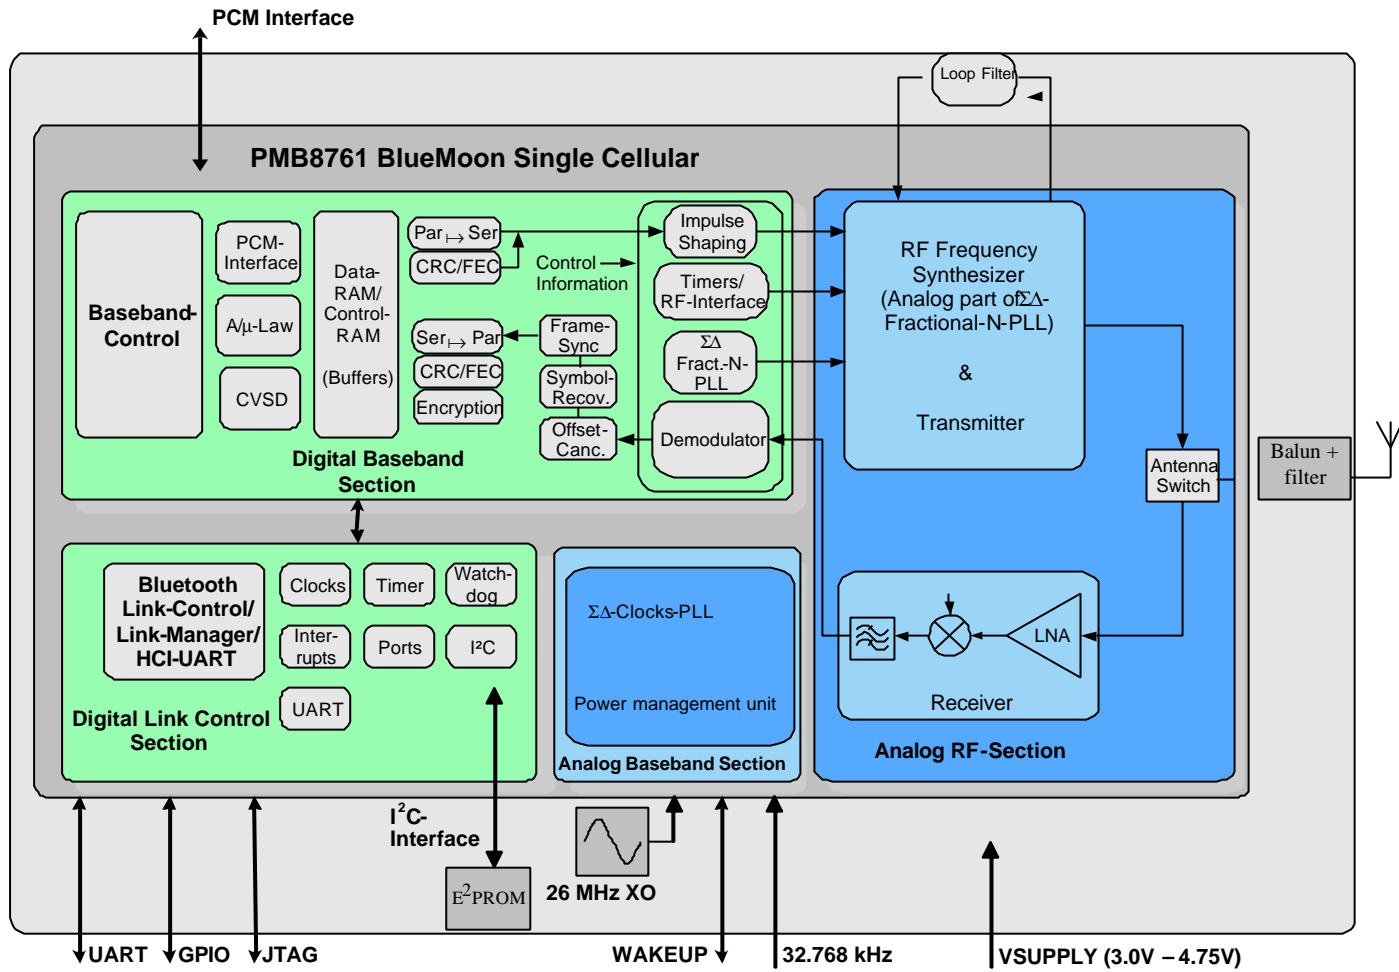 PCM Interface
Loop Filter
PMB8761 BlueMoon Single Cellular
Baseband-
Control
PCM-
Interface
A/μ-Law
CVSD
Data-
RAM/
Control-
RAM
(Buffers)
Par ↦ Ser
CRC/FEC
Ser ↦ Par
CRC/FEC
Encryption
Control
Information
Frame-
Sync
Symbol-
Recov.
Offset-
Canc.
Impulse
Shaping
Timers/
RF-Interface
ΣΔ
Fract.-N-
PLL
Demodulator
Digital Baseband
Section
RF Frequency
Synthesizer
(Analog part ofΣΔ-
Fractional-N-PLL)
&
Transmitter
Antenna
Switch
Balun +
filter
LNA
Receiver
Analog RF-Section
Bluetooth
Link-Control/
Link-Manager/
HCI-UART
Clocks
Timer
Watch-
dog
Inter-
rupts
Ports
I²C
UART
Digital Link Control
Section
ΣΔ-Clocks-PLL
Power management unit
Analog Baseband Section
I²C-
Interface
E²PROM
26 MHz XO
UART
GPIO
JTAG
WAKEUP
32.768 kHz
VSUPPLY (3.0V – 4.75V)